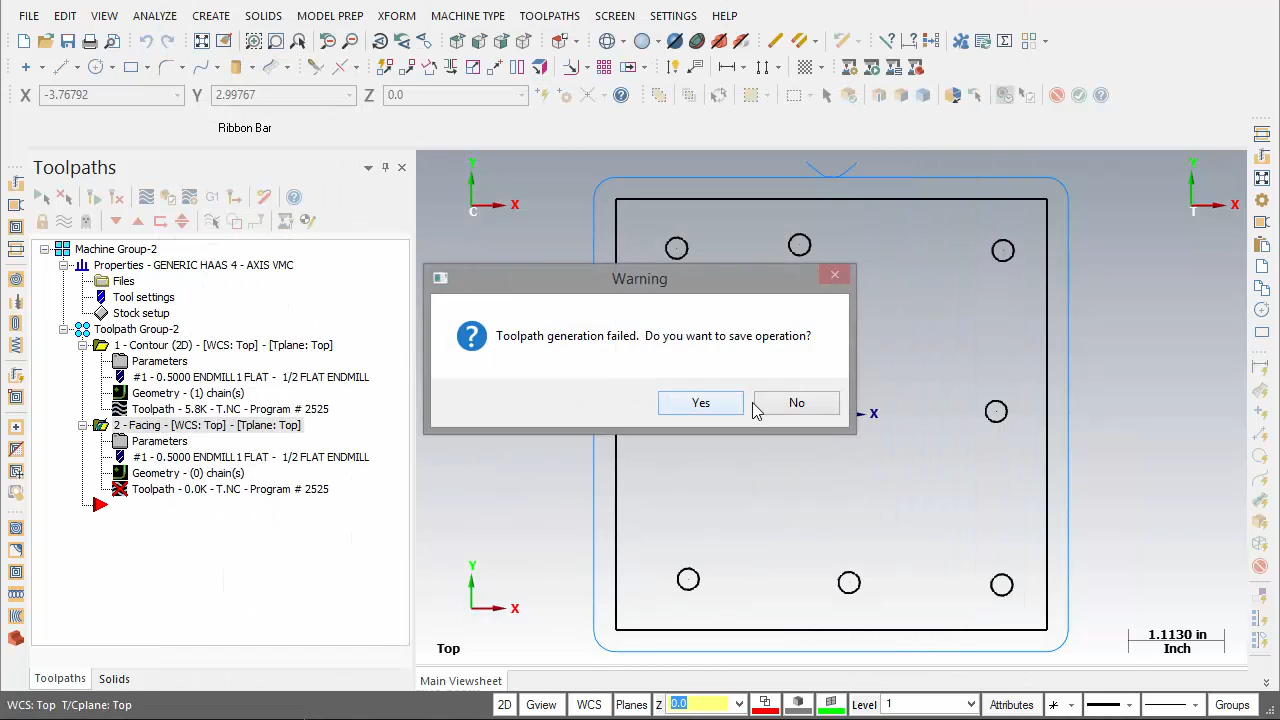 FILE EDIT VIEW ANALYZE CREATE SOLIDS MODEL PREP XFORM MACHINE TYPE TOOLPATHS SCREEN SETTINGS HELP
X -3.76792 Y 2.99767 Z 0.0
Ribbon Bar
Toolpaths
G1
Machine Group-2
Properties - GENERIC HAAS 4 - AXIS VMC
Files
Tool settings
Stock setup
Toolpath Group-2
1 - Contour (2D) - [WCS: Top] - [Tplane: Top]
Parameters
#1 - 0.5000 ENDMILL1 FLAT - 1/2 FLAT ENDMILL
Geometry - (1) chain(s)
Toolpath - 5.8K - T.NC - Program # 2525
2 - Facing - [WCS: Top] - [Tplane: Top]
Parameters
#1 - 0.5000 ENDMILL1 FLAT - 1/2 FLAT ENDMILL
Geometry - (0) chain(s)
Toolpath - 0.0K - T.NC - Program # 2525
Toolpaths Solids
Y
C X
Y
T X
Warning
Toolpath generation failed. Do you want to save operation?
Yes No
X
Y
X
Top
1.1130 in
Inch
Main Viewsheet
WCS: Top T/Cplane: Top 2D Gview WCS Planes Z 0.0 Level 1 Attributes Groups